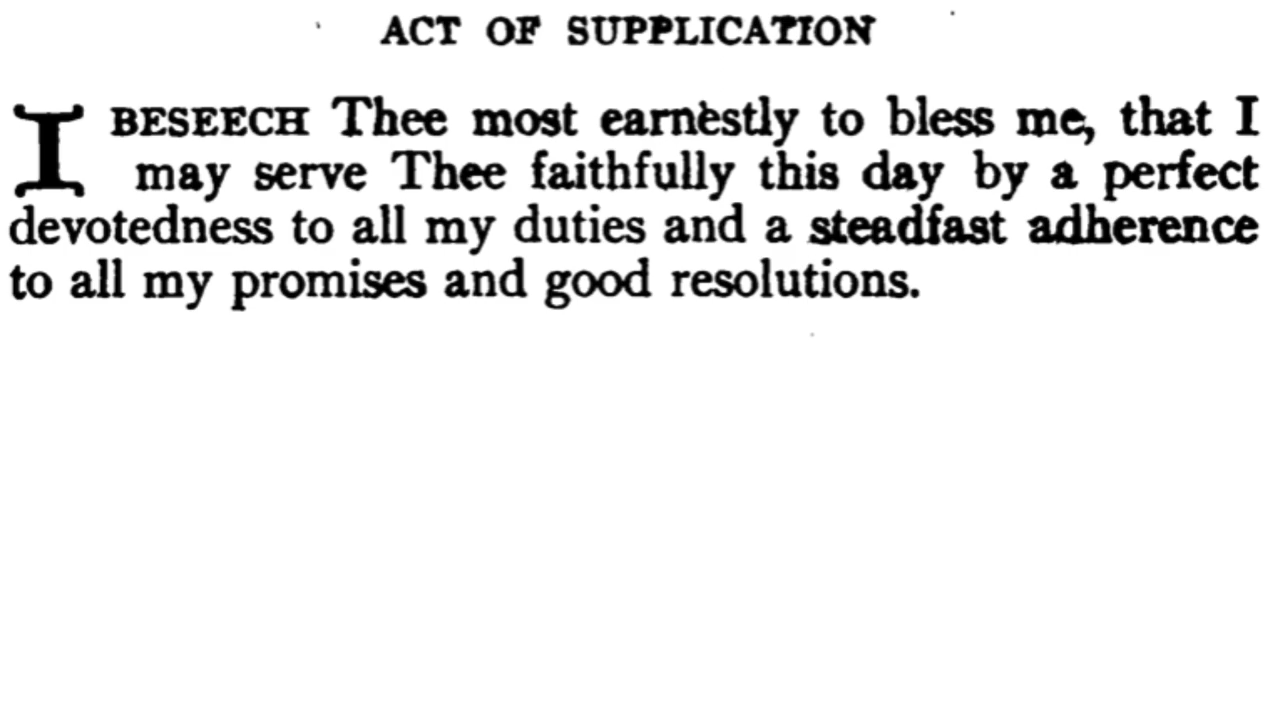 ACT OF SUPPLICATION
I BESEECH Thee most earnestly to bless me, that I
may serve Thee faithfully this day by a perfect
devotedness to all my duties and a steadfast adherence
to all my promises and good resolutions.